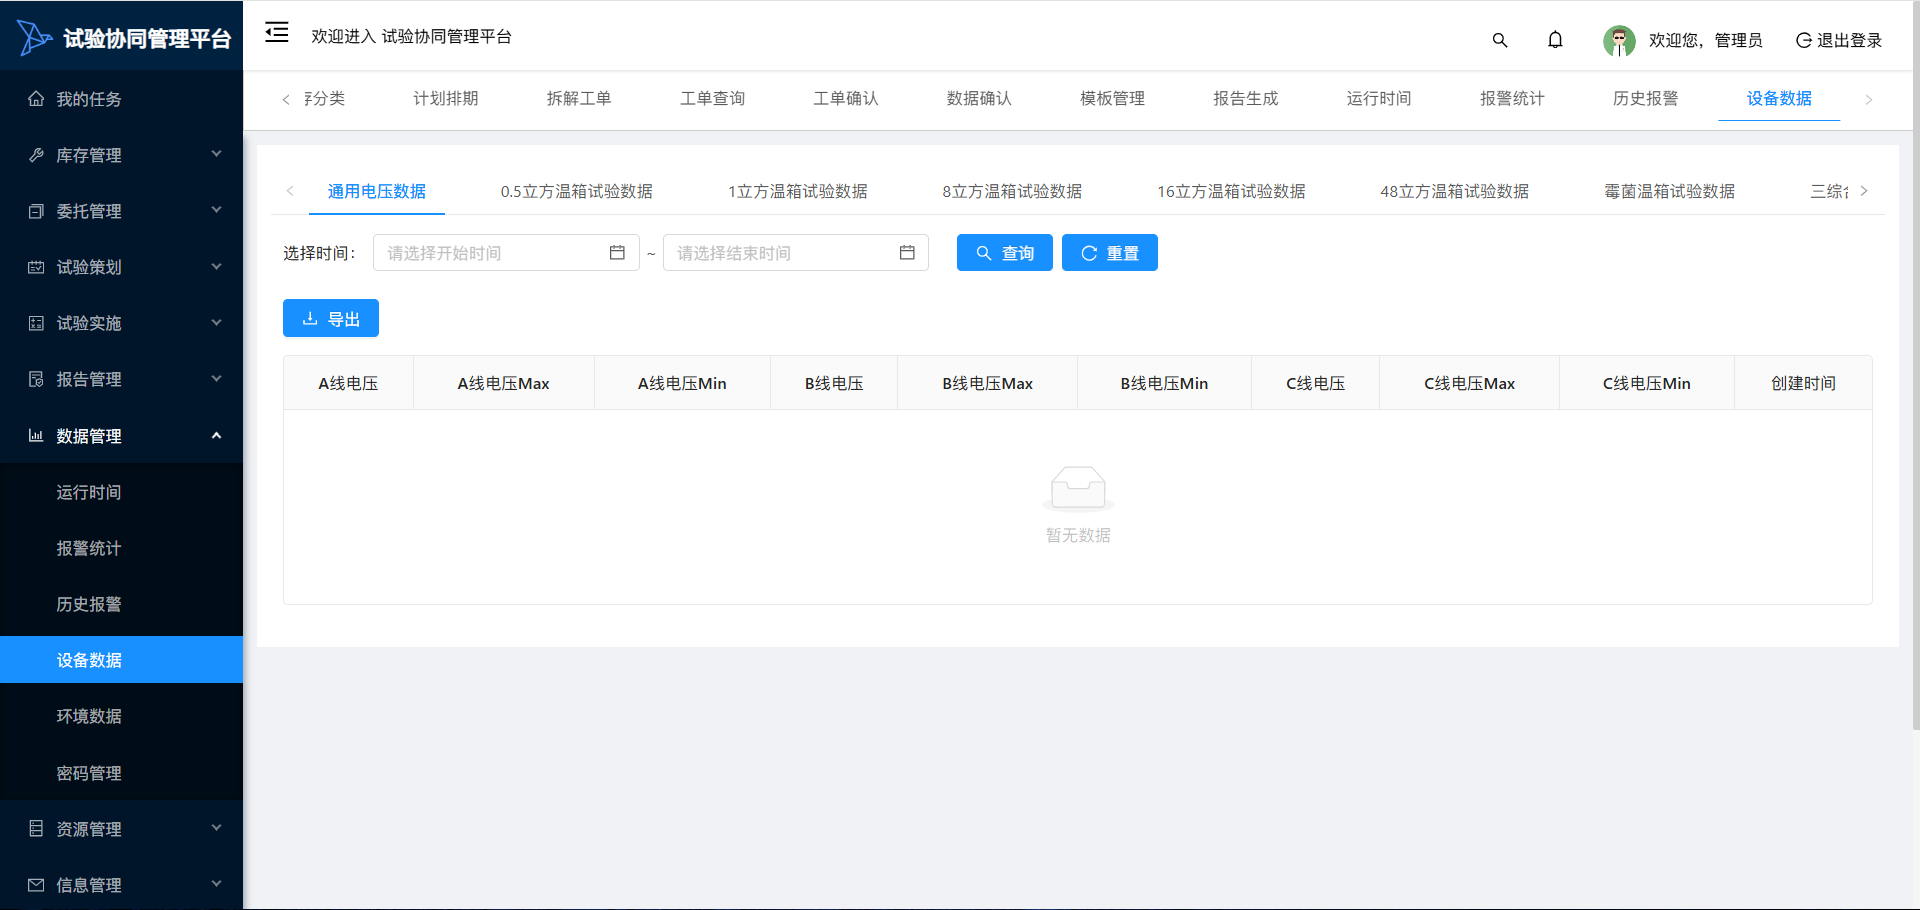 试验协同管理平台
欢迎进入 试验协同管理平台
欢迎您，管理员
退出登录
我的任务
库存管理
委托管理
试验策划
试验实施
报告管理
数据管理
运行时间
报警统计
历史报警
设备数据
环境数据
密码管理
资源管理
信息管理
存分类
计划排期
拆解工单
工单查询
工单确认
数据确认
模板管理
报告生成
运行时间
报警统计
历史报警
设备数据
通用电压数据
0.5立方温箱试验数据
1立方温箱试验数据
8立方温箱试验数据
16立方温箱试验数据
48立方温箱试验数据
霉菌温箱试验数据
三综合
选择时间：
请选择开始时间
~
请选择结束时间
查询
重置
导出
A线电压
A线电压Max
A线电压Min
B线电压
B线电压Max
B线电压Min
C线电压
C线电压Max
C线电压Min
创建时间
暂无数据